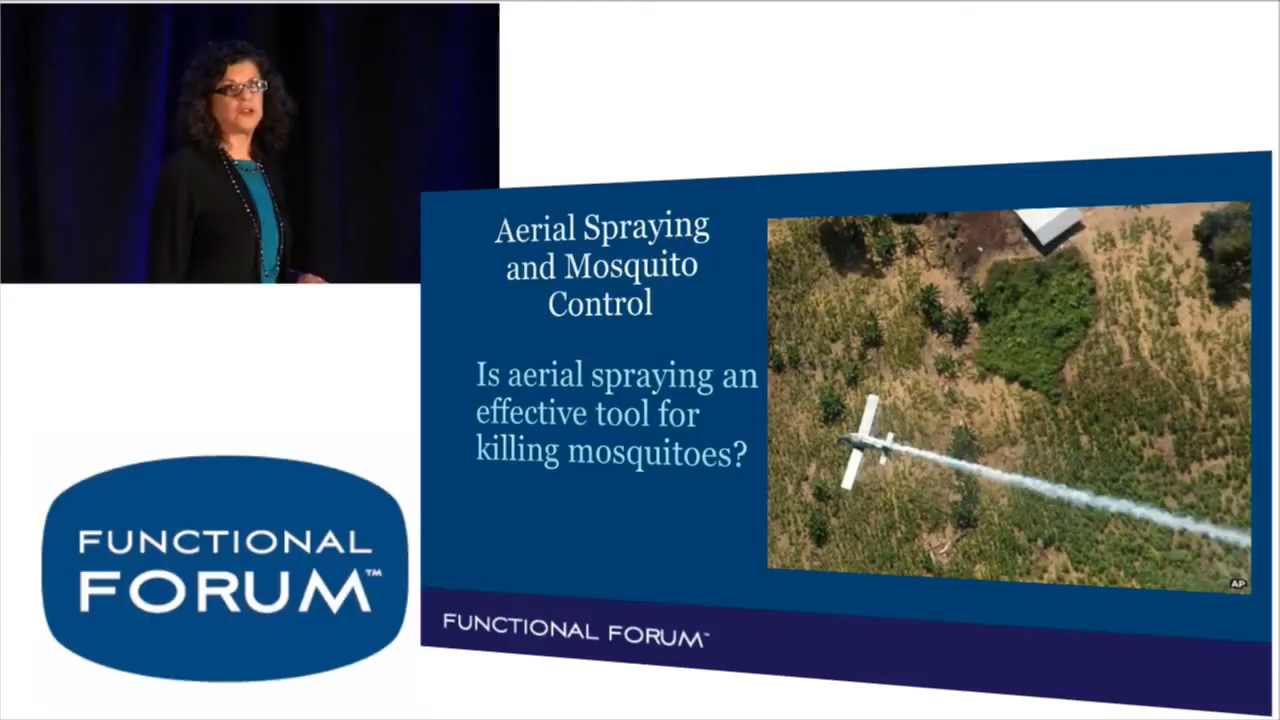 Aerial Spraying
and Mosquito
Control
Is aerial spraying an
effective tool for
killing mosquitoes?
AP
FUNCTIONAL
FORUM™
FUNCTIONAL FORUM™